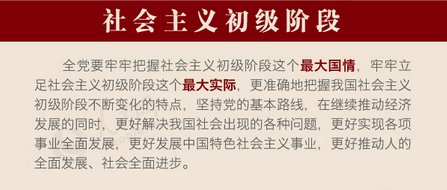 社会主义初级阶段
全党要牢牢把握社会主义初级阶段这个最大国情，牢牢立
足社会主义初级阶段这个最大实际，更准确地把握我国社会主义
初级阶段不断变化的特点，坚持党的基本路线，在继续推动经济
发展的同时，更好解决我国社会出现的各种问题，更好实现各项
事业全面发展，更好发展中国特色社会主义事业，更好推动人的
全面发展、社会全面进步。